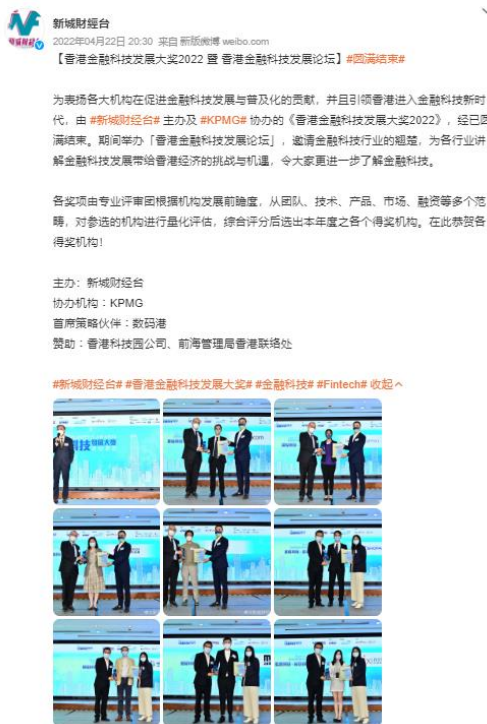 新城财经台
2022年04月22日 20:30 来自 新版微博 weibo.com
【香港金融科技发展大奖2022 暨 香港金融科技发展论坛】#圆满结束#
为表扬各大机构在促进金融科技发展与普及化的贡献，并且引领香港进入金融科技新时
代，由 #新城财经台# 主办及 #KPMG# 协办的《香港金融科技发展大奖2022》，经已圆
满结束。期间举办「香港金融科技发展论坛」，邀请金融科技行业的翘楚，为各行业讲
解金融科技发展带给香港经济的挑战与机遇，令大家更进一步了解金融科技。
各奖项由专业评审团根据机构发展前瞻度，从团队、技术、产品、市场、融资等多个范
畴，对参选的机构进行量化评估，综合评分后选出本年度之各个得奖机构。在此恭贺各
得奖机构！
主办：新城财经台
协办机构：KPMG
首席策略伙伴：数码港
赞助：香港科技园公司、前海管理局香港联络处
#新城财经台# #香港金融科技发展大奖# #金融科技# #Fintech# 收起